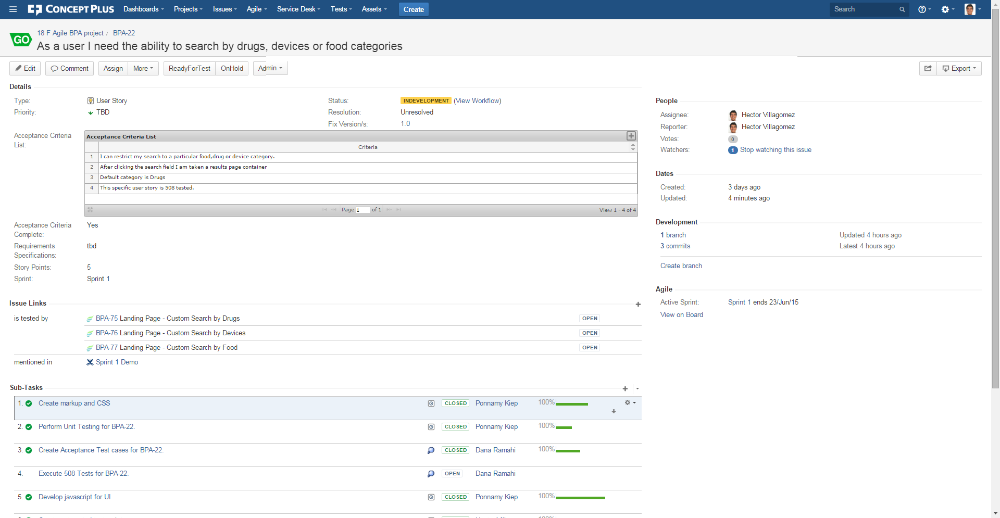 CONCEPT PLUS Dashboards Projects Issues Agile Service Desk Tests Assets Create Search
GO
18 F Agile BPA project / BPA-22
As a user I need the ability to search by drugs, devices or food categories
Edit Comment Assign More ReadyForTest OnHold Admin Export
Details
Type: User Story Status: INDEVELOPMENT (View Workflow)
Priority: TBD Resolution: Unresolved
Fix Version/s: 1.0
Acceptance Criteria List:
Acceptance Criteria List
Criteria
1 I can restrict my search to a particular food,drug or device category.
2 After clicking the search field I am taken a results page container
3 Default category is Drugs
4 This specific user story is 508 tested.
Page 1 of 1 View 1 - 4 of 4
Acceptance Criteria Complete: Yes
Requirements Specifications: tbd
Story Points: 5
Sprint: Sprint 1
Issue Links
is tested by BPA-75 Landing Page - Custom Search by Drugs OPEN
BPA-76 Landing Page - Custom Search by Devices OPEN
BPA-77 Landing Page - Custom Search by Food OPEN
mentioned in Sprint 1 Demo
Sub-Tasks
1. Create markup and CSS CLOSED Ponnamy Kiep 100%
2. Perform Unit Testing for BPA-22. CLOSED Ponnamy Kiep 100%
3. Create Acceptance Test cases for BPA-22. CLOSED Dana Ramahi 100%
4. Execute 508 Tests for BPA-22. OPEN Dana Ramahi
5. Develop javascript for UI CLOSED Ponnamy Kiep 100%
People
Assignee: Hector Villagomez
Reporter: Hector Villagomez
Votes: 0
Watchers: 1 Stop watching this issue
Dates
Created: 3 days ago
Updated: 4 minutes ago
Development
1 branch Updated 4 hours ago
3 commits Latest 4 hours ago
Create branch
Agile
Active Sprint: Sprint 1 ends 23/Jun/15
View on Board